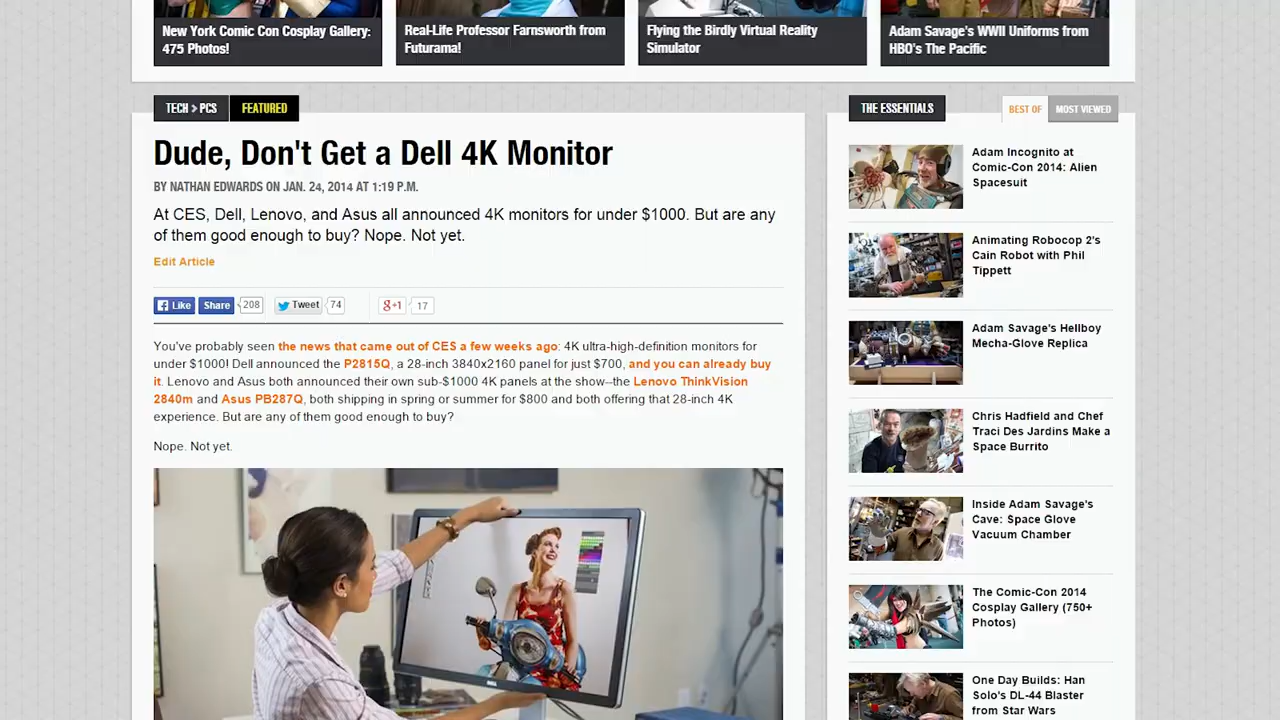 New York Comic Con Cosplay Gallery:
475 Photos!
Real-Life Professor Farnsworth from
Futurama!
Flying the Birdly Virtual Reality
Simulator
Adam Savage's WWII Uniforms from
HBO's The Pacific
TECH > PCS
FEATURED
Dude, Don't Get a Dell 4K Monitor
BY NATHAN EDWARDS ON JAN. 24, 2014 AT 1:19 P.M.
At CES, Dell, Lenovo, and Asus all announced 4K monitors for under $1000. But are any
of them good enough to buy? Nope. Not yet.
Edit Article
Like
Share
208
Tweet
74
g+1
17
You've probably seen the news that came out of CES a few weeks ago: 4K ultra-high-definition monitors for
under $1000! Dell announced the P2815Q, a 28-inch 3840x2160 panel for just $700, and you can already buy
it. Lenovo and Asus both announced their own sub-$1000 4K panels at the show--the Lenovo ThinkVision
2840m and Asus PB287Q, both shipping in spring or summer for $800 and both offering that 28-inch 4K
experience. But are any of them good enough to buy?
Nope. Not yet.
DELL
THE ESSENTIALS
BEST OF
MOST VIEWED
Adam Incognito at
Comic-Con 2014: Alien
Spacesuit
Animating Robocop 2's
Cain Robot with Phil
Tippett
Adam Savage's Hellboy
Mecha-Glove Replica
Chris Hadfield and Chef
Traci Des Jardins Make a
Space Burrito
Inside Adam Savage's
Cave: Space Glove
Vacuum Chamber
The Comic-Con 2014
Cosplay Gallery (750+
Photos)
One Day Builds: Han
Solo's DL-44 Blaster
from Star Wars